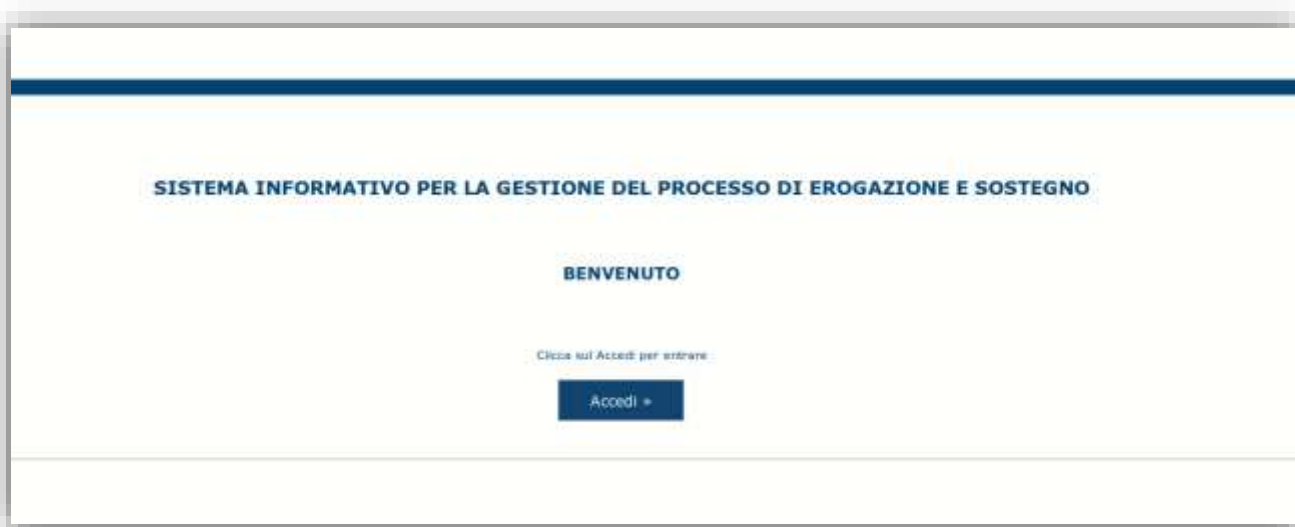 SISTEMA INFORMATIVO PER LA GESTIONE DEL PROCESSO DI EROGAZIONE E SOSTEGNO
BENVENUTO
Clicca sul Accedi per entrare
Accedi »